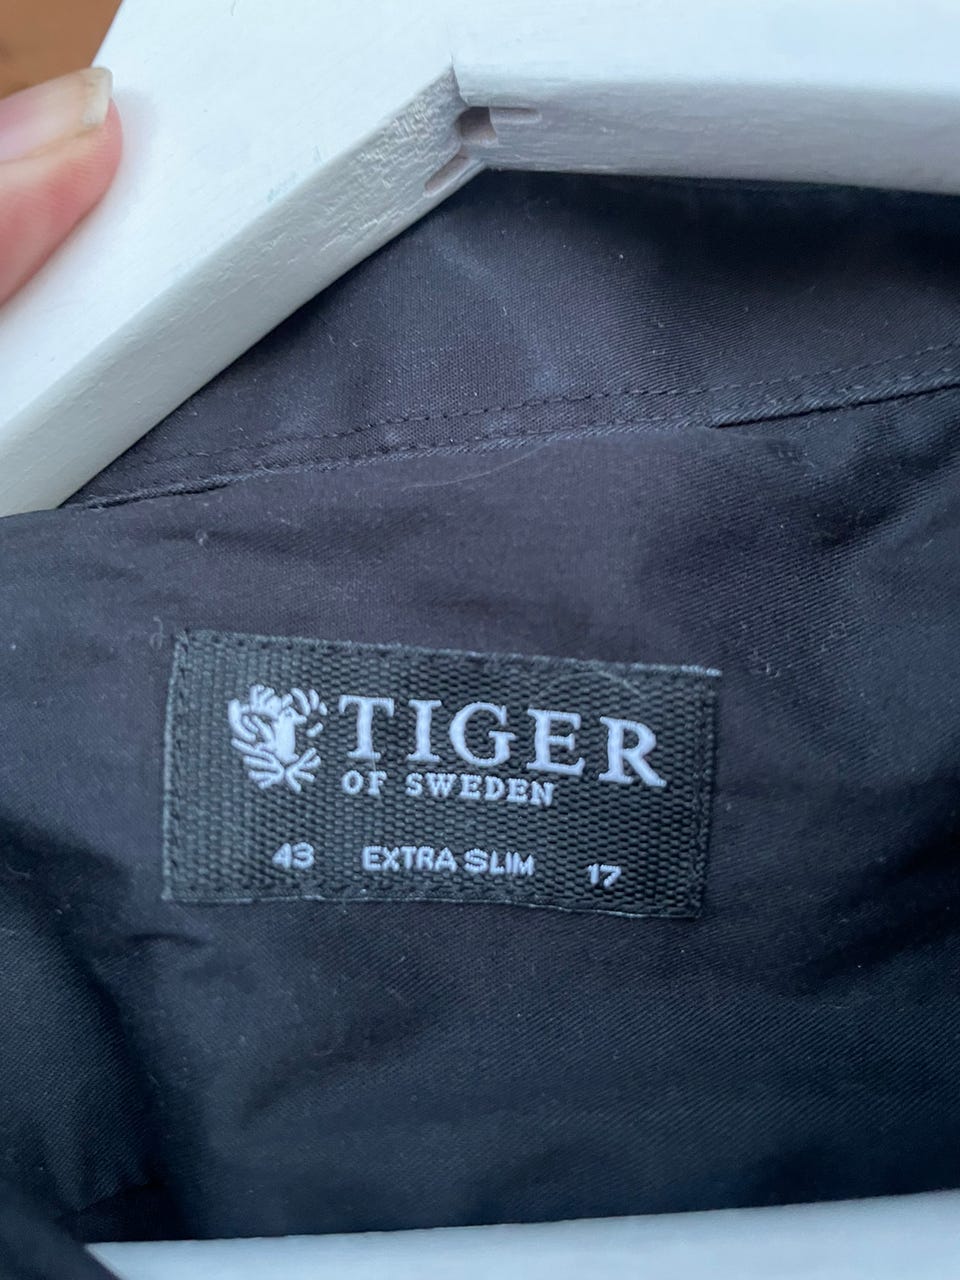 TIGER
OF SWEDEN
43 EXTRA SLIM 17